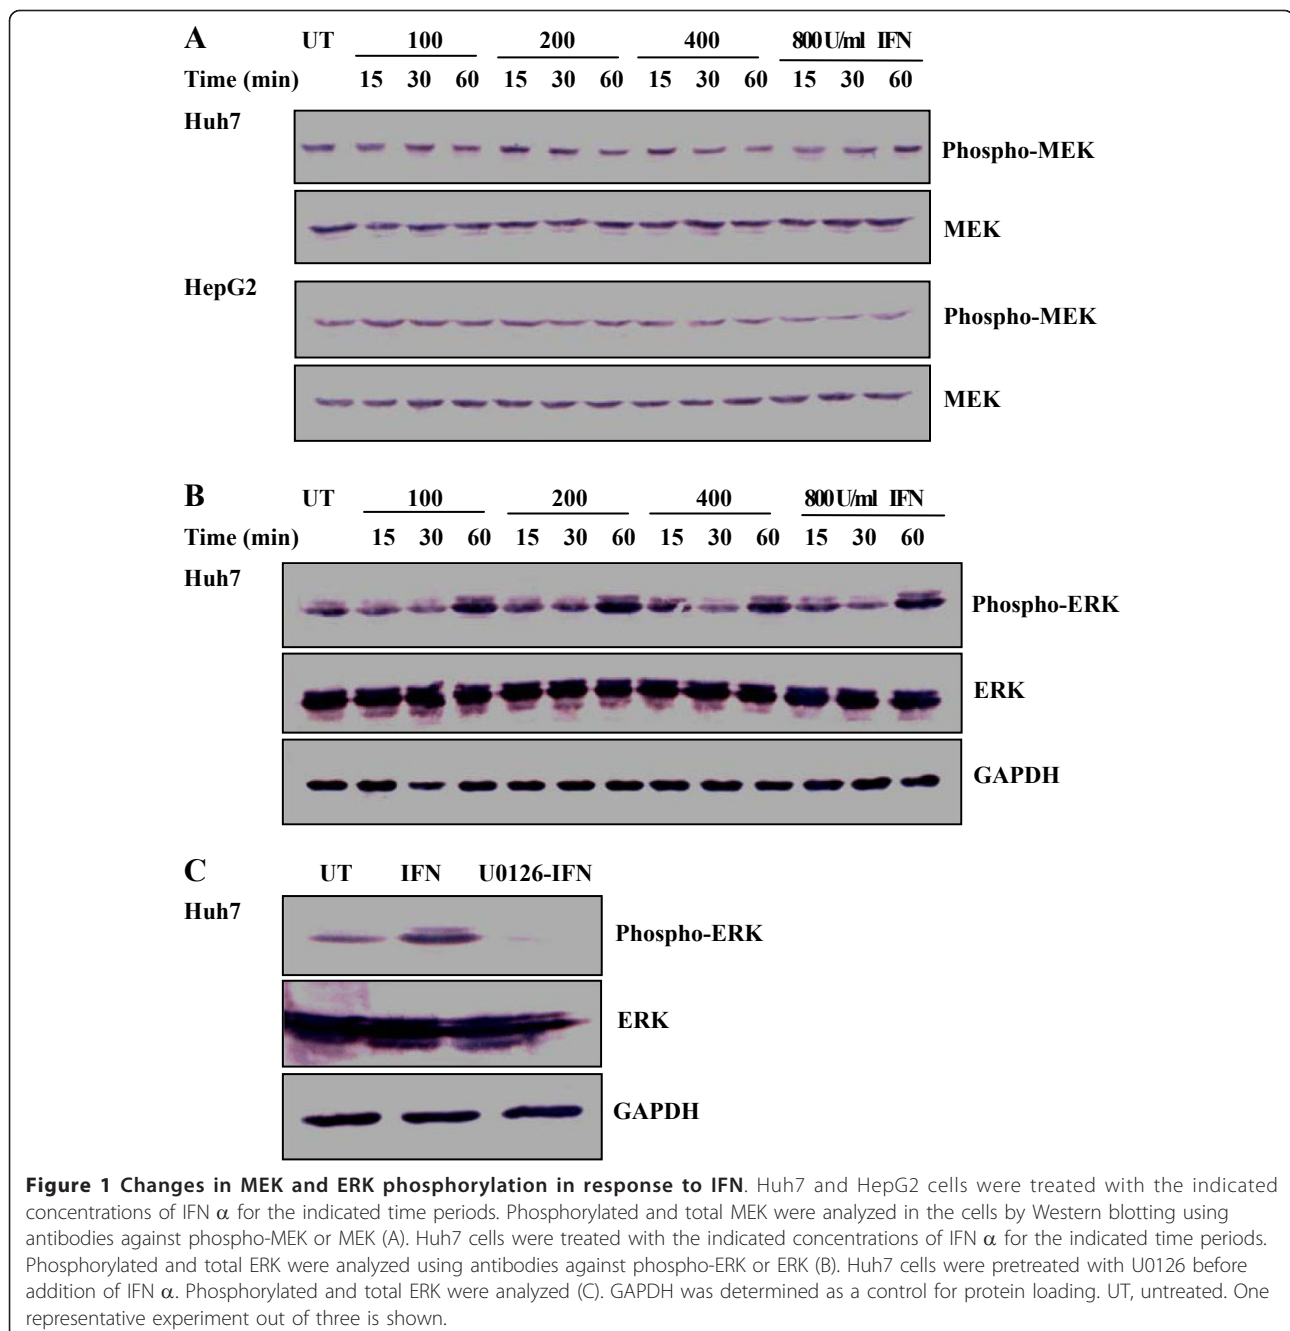 A UT 100 200 400 800 U/ml IFN
Time (min) 15 30 60 15 30 60 15 30 60 15 30 60
Huh7
Phospho-MEK
MEK
HepG2
Phospho-MEK
MEK
B UT 100 200 400 800 U/ml IFN
Time (min) 15 30 60 15 30 60 15 30 60 15 30 60
Huh7
Phospho-ERK
ERK
GAPDH
C UT IFN U0126-IFN
Huh7
Phospho-ERK
ERK
GAPDH
Figure 1 Changes in MEK and ERK phosphorylation in response to IFN. Huh7 and HepG2 cells were treated with the indicated
concentrations of IFN α for the indicated time periods. Phosphorylated and total MEK were analyzed in the cells by Western blotting using
antibodies against phospho-MEK or MEK (A). Huh7 cells were treated with the indicated concentrations of IFN α for the indicated time periods.
Phosphorylated and total ERK were analyzed using antibodies against phospho-ERK or ERK (B). Huh7 cells were pretreated with U0126 before
addition of IFN α. Phosphorylated and total ERK were analyzed (C). GAPDH was determined as a control for protein loading. UT, untreated. One
representative experiment out of three is shown.